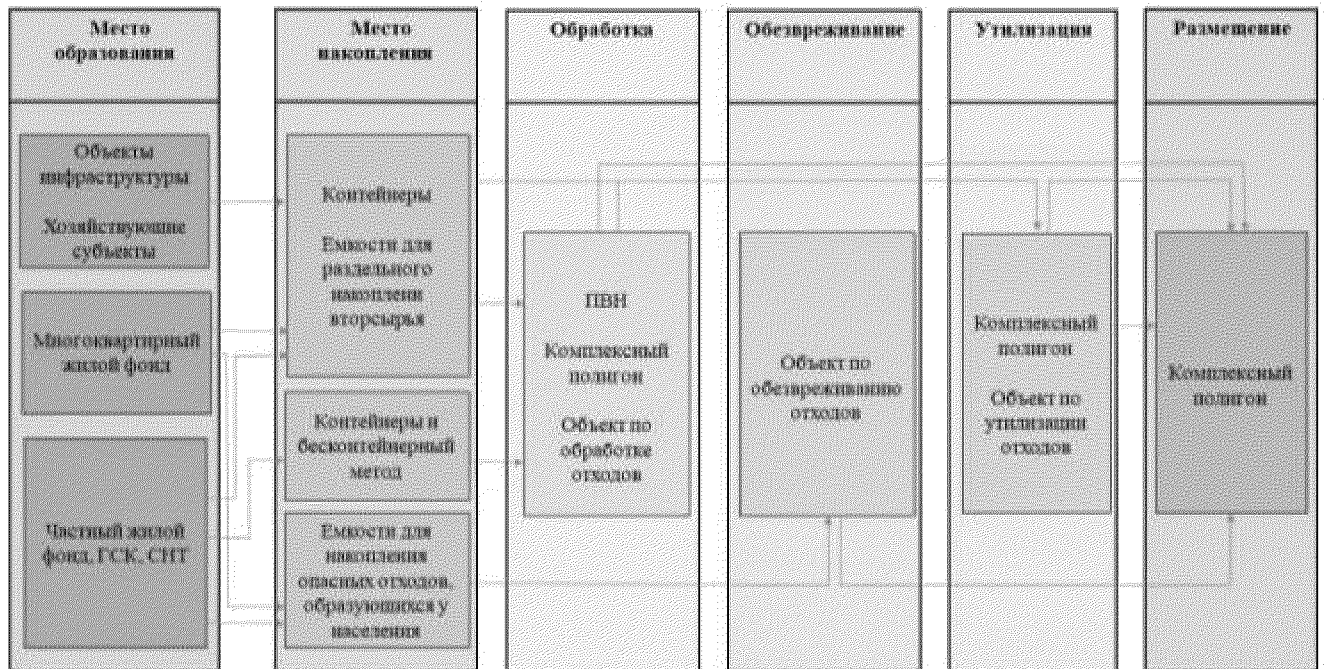 Место
образования
Место
накопления
Обработка
Обезвреживание
Утилизация
Размещение
Объекты
инфраструктуры
Хозяйствующие
субъекты
Многоквартирный
жилой фонд
Частный жилой
фонд, ГСК, СНТ
Контейнеры
Емкости для
раздельного
накоплени
вторсырья
Контейнеры и
бесконтейнерный
метод
Емкости для
накопления
опасных отходов,
образующихся у
населения
ПВН
Комплексный
полигон
Объект по
обработке
отходов
Объект по
обезвреживанию
отходов
Комплексный
полигон
Объект по
утилизации
отходов
Комплексный
полигон